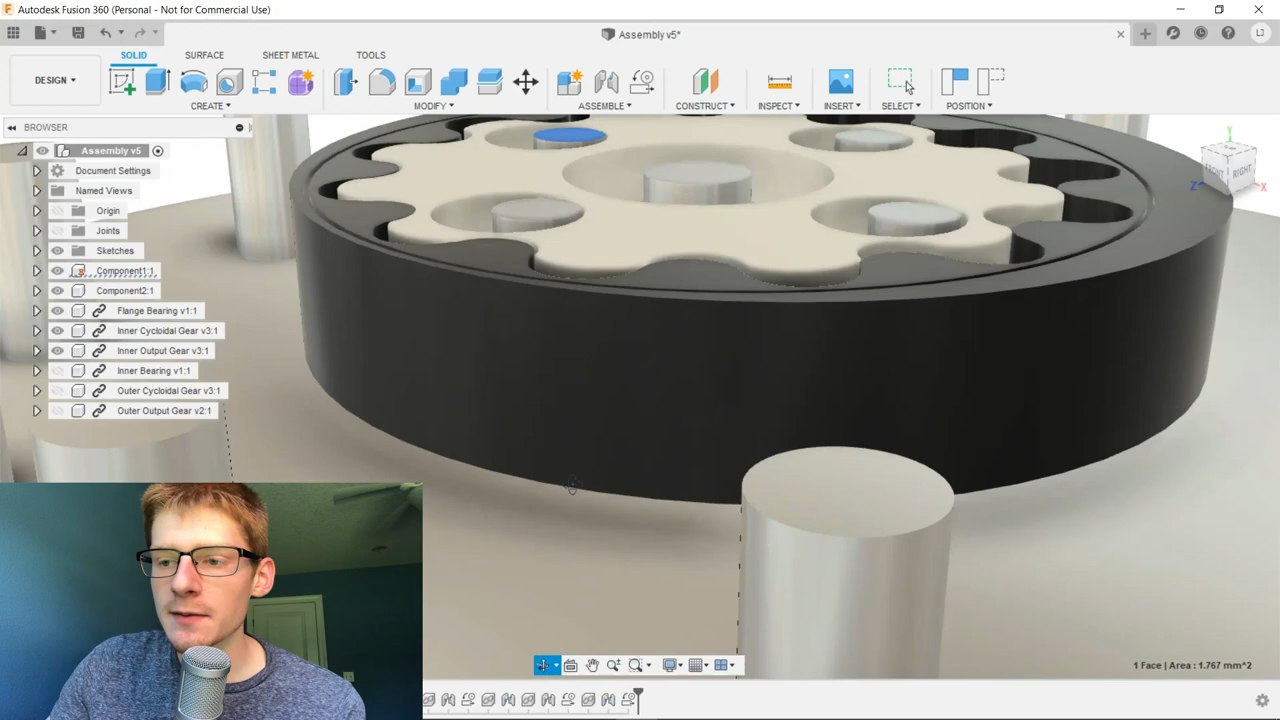 Autodesk Fusion 360 (Personal - Not for Commercial Use)
Assembly v5*
DESIGN
SOLID SURFACE SHEET METAL TOOLS
CREATE MODIFY ASSEMBLE CONSTRUCT INSPECT INSERT SELECT POSITION
BROWSER
Assembly v5
Document Settings
Named Views
Origin
Joints
Sketches
Component1:1
Component2:1
Flange Bearing v1:1
Inner Cycloidal Gear v3:1
Inner Output Gear v3:1
Inner Bearing v1:1
Outer Cycloidal Gear v3:1
Outer Output Gear v2:1
Y
Z
X
RIGHT
1 Face | Area : 1.767 mm^2